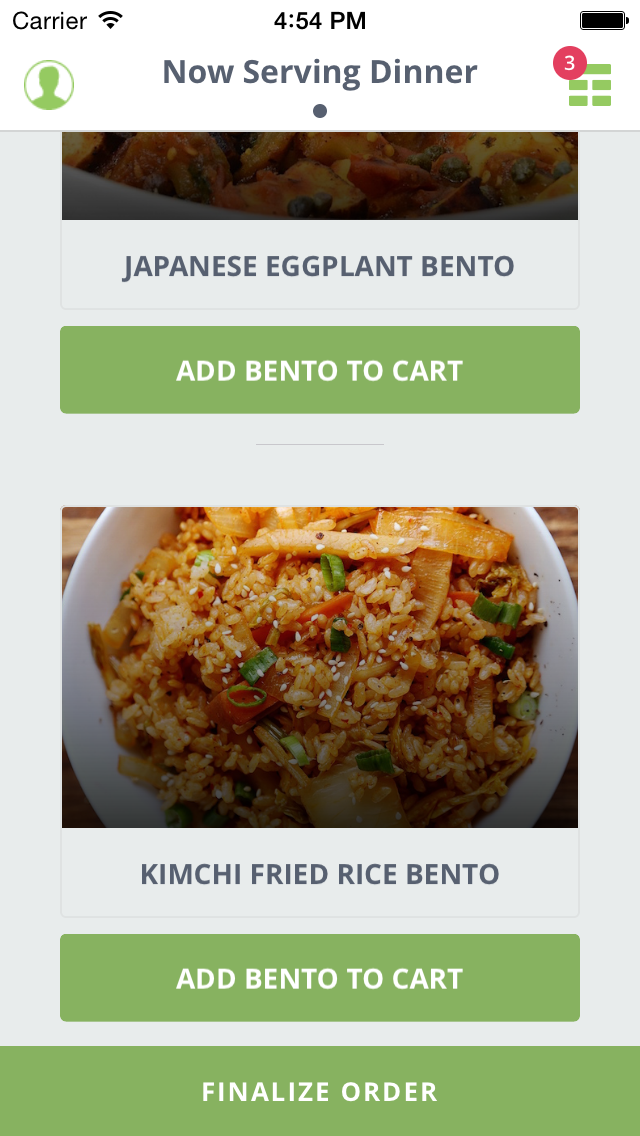 Carrier 4:54 PM
Now Serving Dinner
3
JAPANESE EGGPLANT BENTO
ADD BENTO TO CART
KIMCHI FRIED RICE BENTO
ADD BENTO TO CART
FINALIZE ORDER